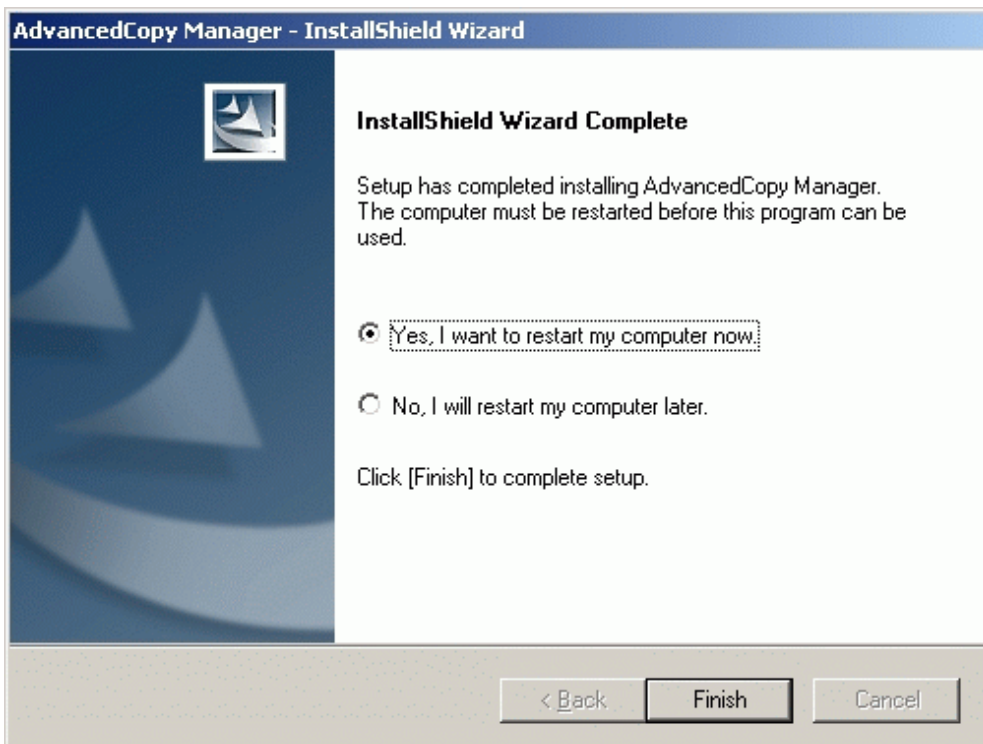 AdvancedCopy Manager - InstallShield Wizard
InstallShield Wizard Complete
Setup has completed installing AdvancedCopy Manager.
The computer must be restarted before this program can be
used.
Yes, I want to restart my computer now.
No, I will restart my computer later.
Click [Finish] to complete setup.
< Back
Finish
Cancel